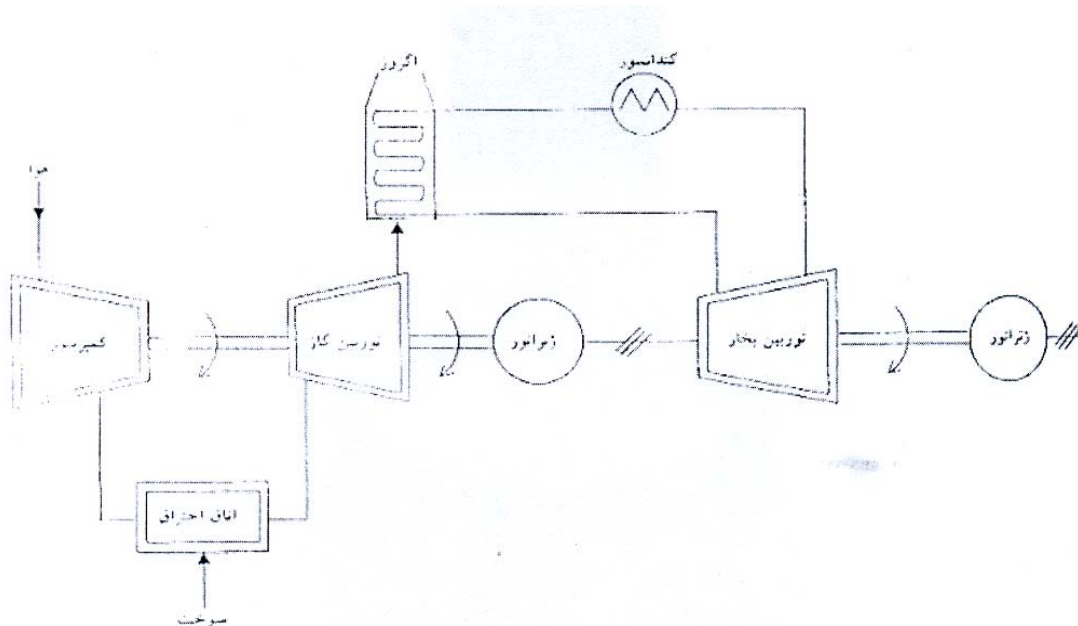 اگزوز
کندانسور
هوا
کمپرسور
توربین گاز
ژنراتور
توربین بخار
ژنراتور
اتاق احتراق
سوخت